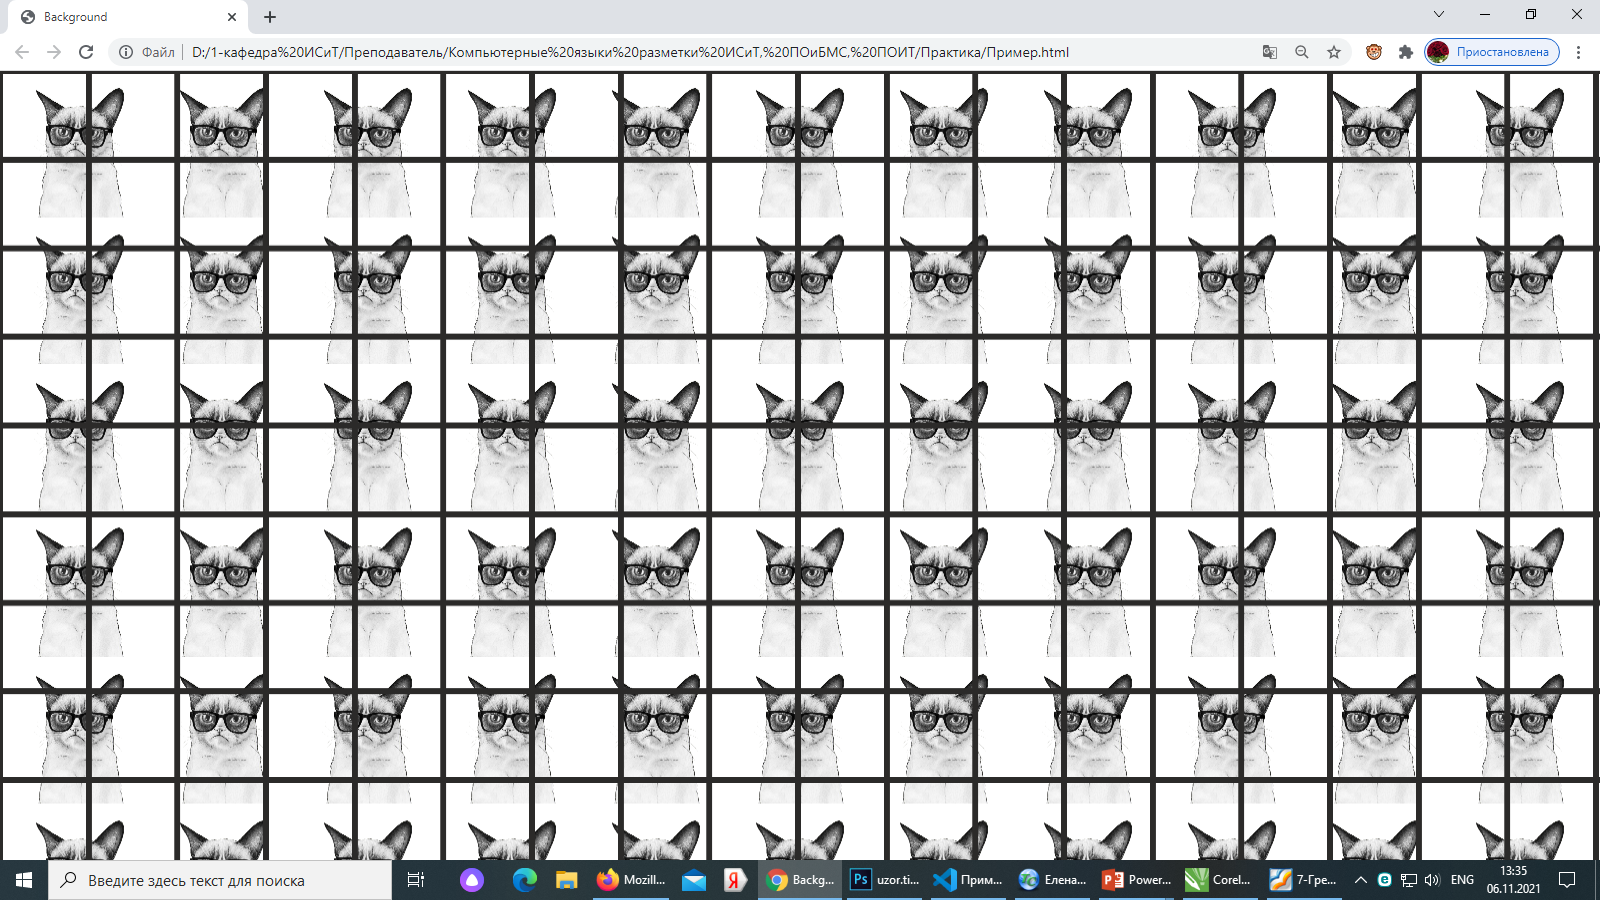 Background
Файл
D:/1-кафедра%20ИСиТ/Преподаватель/Компьютерные%20языки%20разметки%20ИСиТ,%20ПОиБМС,%20ПОИТ/Практика/Пример.html
Приостановлена
Введите здесь текст для поиска
Mozill...
Я
Backg...
Ps
uzor.ti...
Прим...
Елена...
Power...
Corel...
7-Гре...
ENG
13:35
06.11.2021